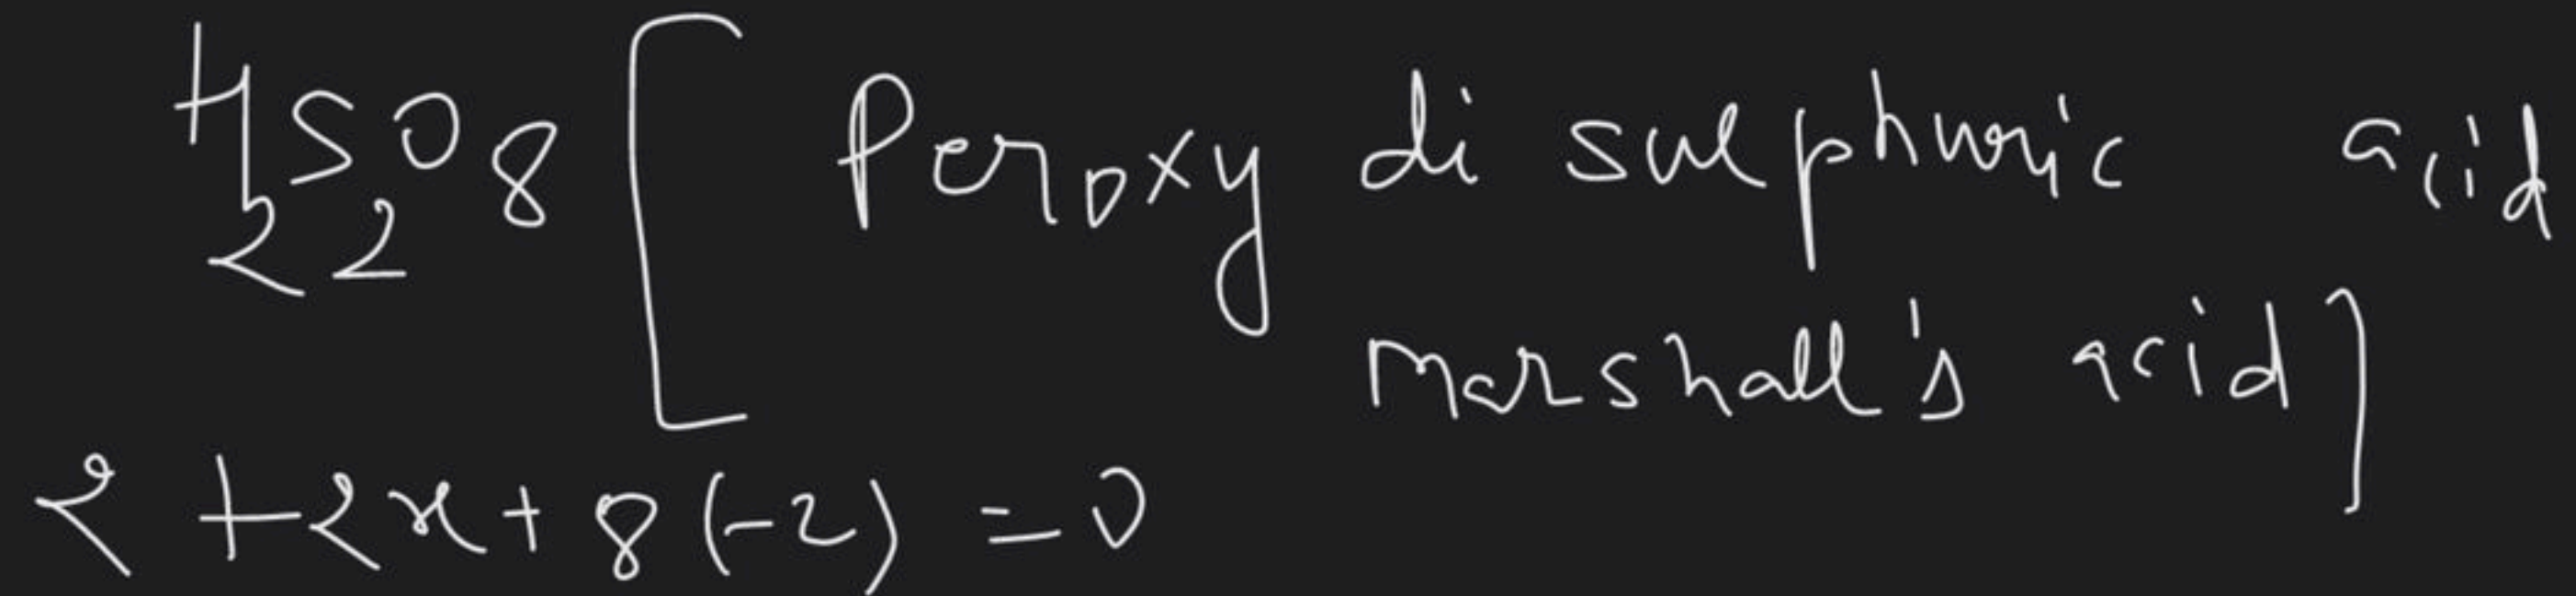 H₂S₂O₈ [Peroxy di sulphuric acid
Marshall's acid]
2 + 2x + 8(-2) = 0